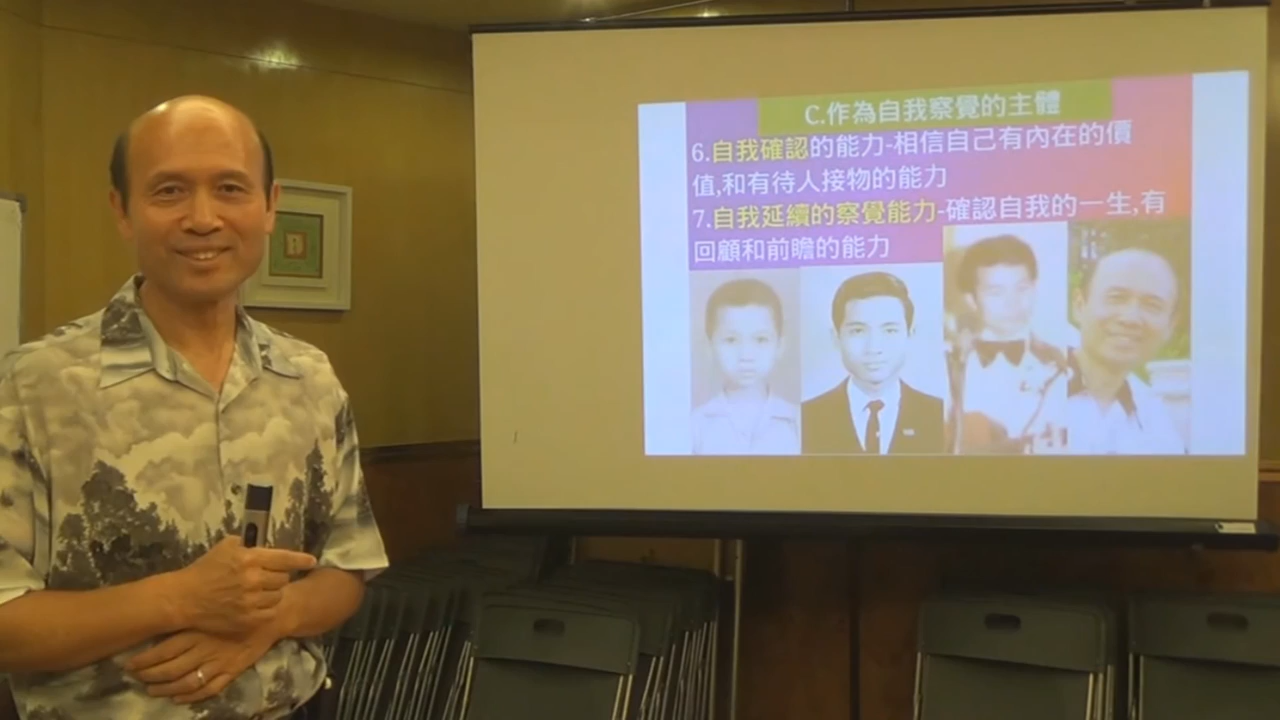 C.作為自我察覺的主體
6.自我確認的能力-相信自己有內在的價
值,和有待人接物的能力
7.自我延續的察覺能力-確認自我的一生,有
回顧和前瞻的能力